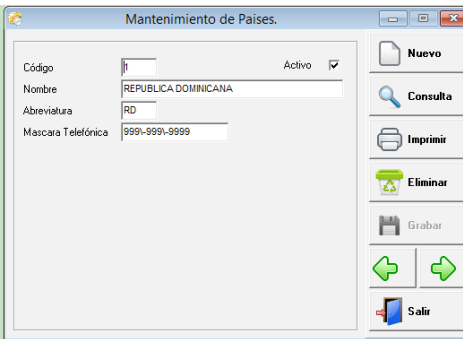 Mantenimiento de Paises.
Código 1 Activo
Nombre REPUBLICA DOMINICANA
Abreviatura RD
Mascara Telefónica 999\-999\-9999
Nuevo
Consulta
Imprimir
Eliminar
Grabar
Salir